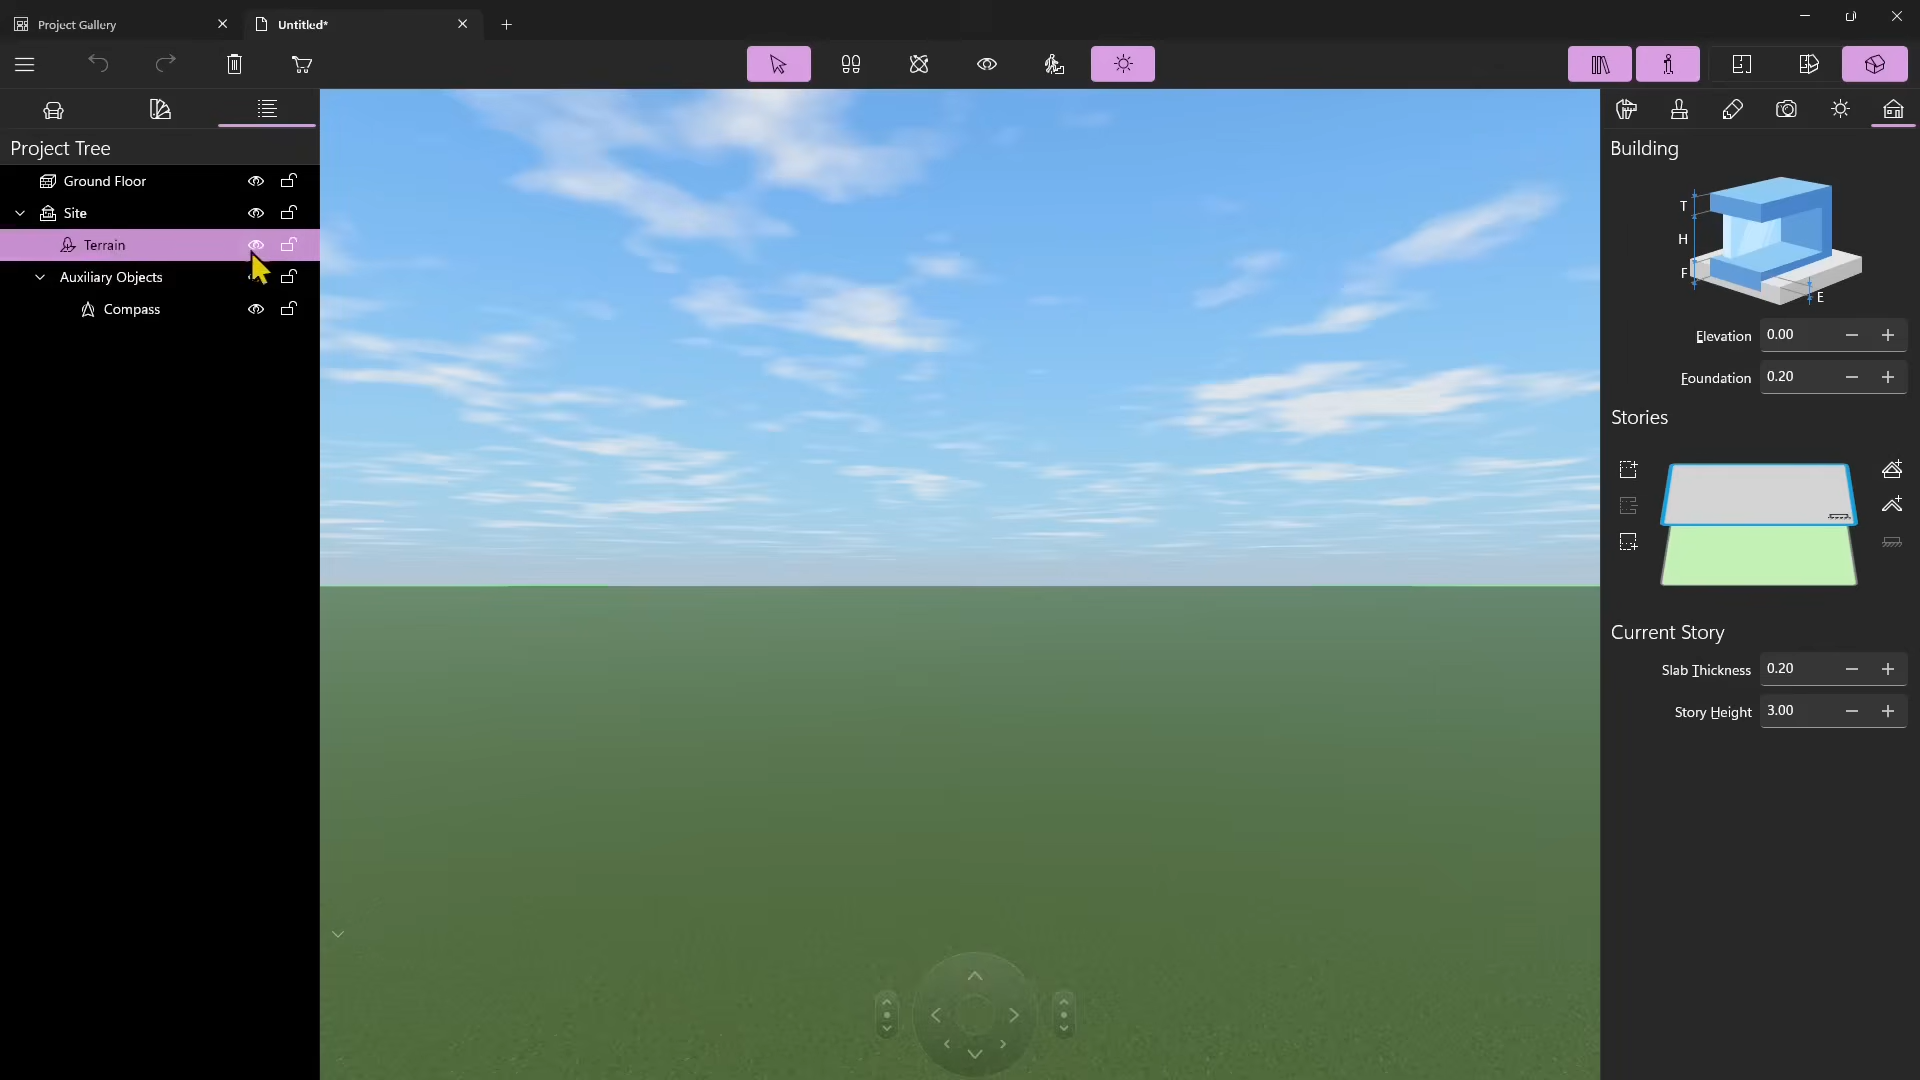 Project Gallery
Untitled*
Project Tree
Ground Floor
Site
Terrain
Auxiliary Objects
Compass
Building
T
H
F
E
Elevation 0.00
Foundation 0.20
Stories
Current Story
Slab Thickness 0.20
Story Height 3.00